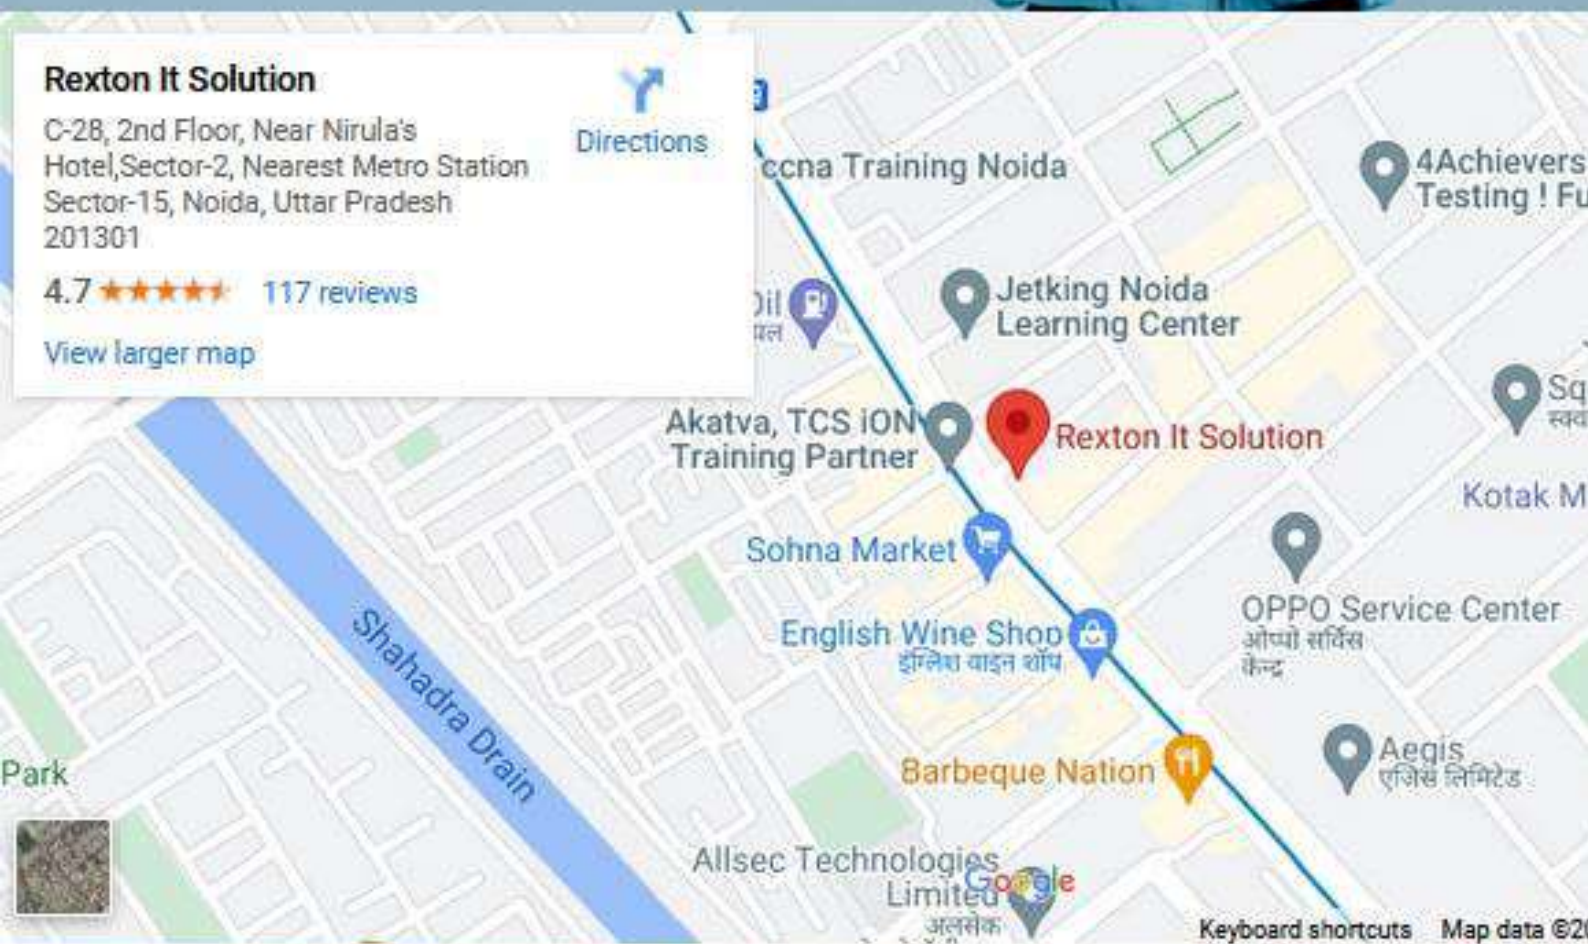 Rexton It Solution
C-28, 2nd Floor, Near Nirula's
Hotel,Sector-2, Nearest Metro Station
Sector-15, Noida, Uttar Pradesh
201301
Directions
4.7
117 reviews
View larger map
ccna Training Noida
4Achievers
Testing ! Fu
Jetking Noida
Learning Center
Akatva, TCS iON
Training Partner
Rexton It Solution
Sq
Kotak M
Sohna Market
OPPO Service Center
ओप्पो सर्विस
केन्द्र
English Wine Shop
इंग्लिश वाइन शॉप
Shahadra Drain
Barbeque Nation
Aegis
एजिस लिमिटेड
Park
Allsec Technologies
Limited
अलसेक
Google
Keyboard shortcuts
Map data ©20